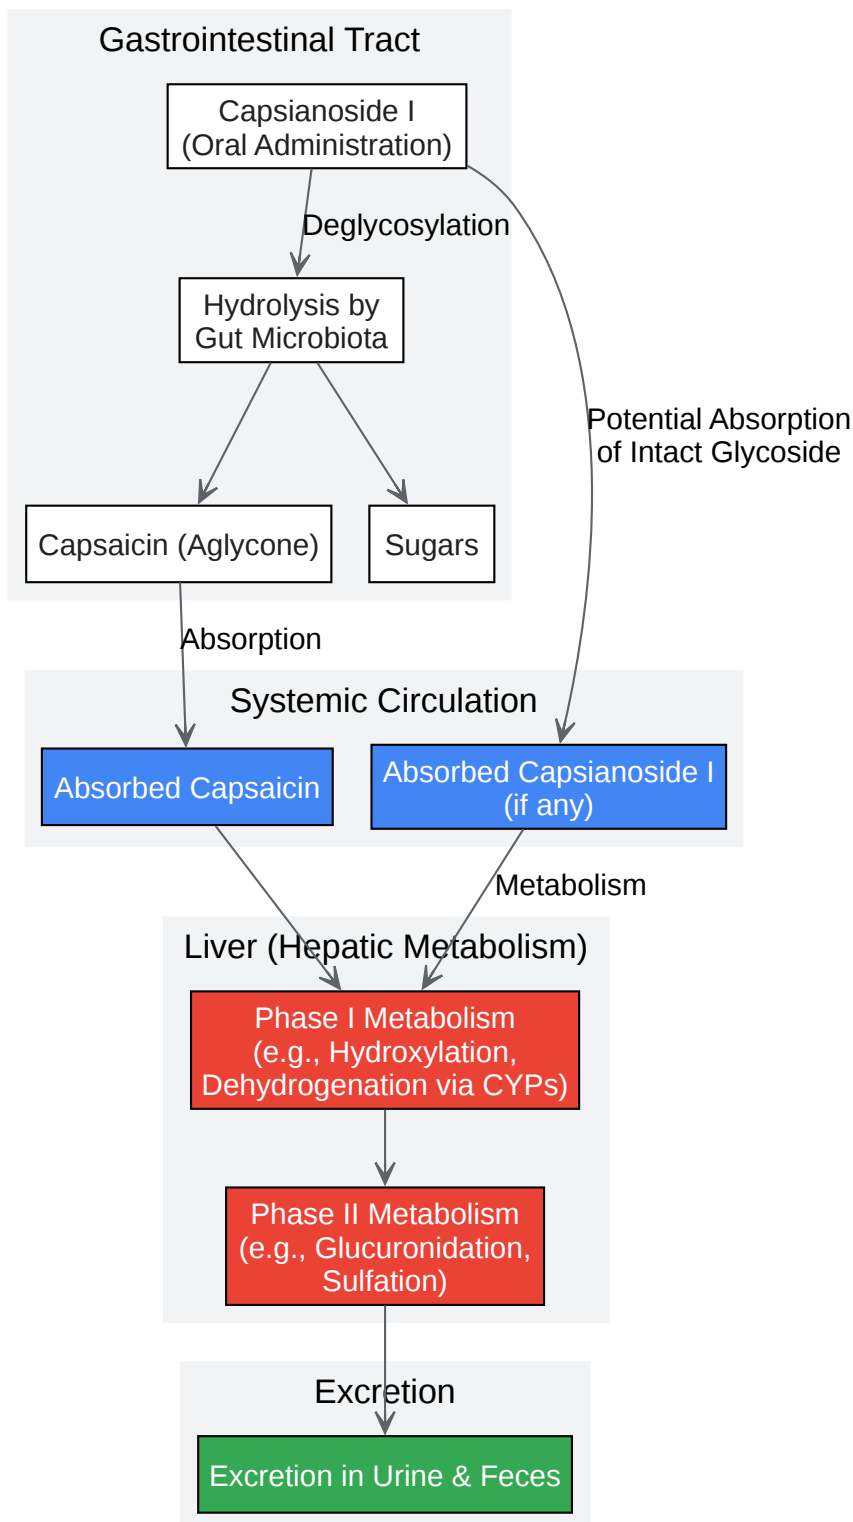 Gastrointestinal Tract
Capsianoside I
(Oral Administration)
Deglycosylation
Hydrolysis by
Gut Microbiota
Potential Absorption
of Intact Glycoside
Capsaicin (Aglycone)
Sugars
Absorption
Systemic Circulation
Absorbed Capsaicin
Absorbed Capsianoside I
(if any)
Metabolism
Liver (Hepatic Metabolism)
Phase I Metabolism
(e.g., Hydroxylation,
Dehydrogenation via CYPs)
Phase II Metabolism
(e.g., Glucuronidation,
Sulfation)
Excretion
Excretion in Urine & Feces